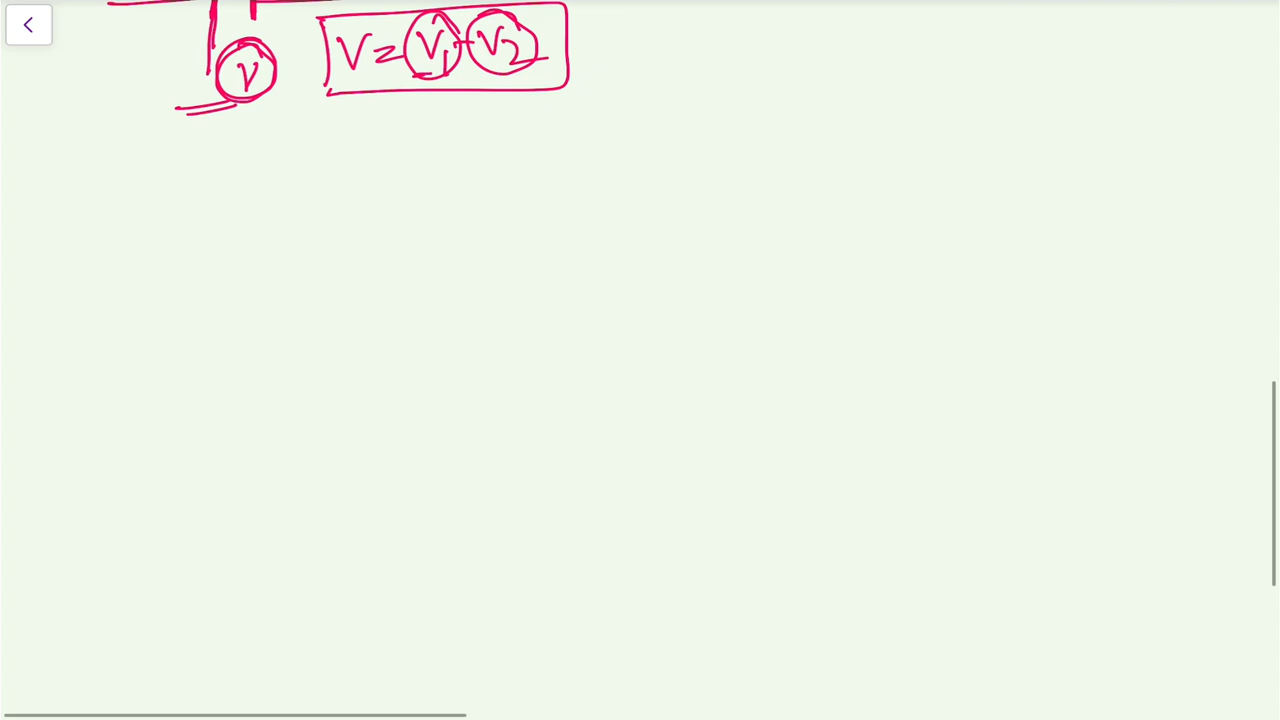 V = V₁ + V₂
V